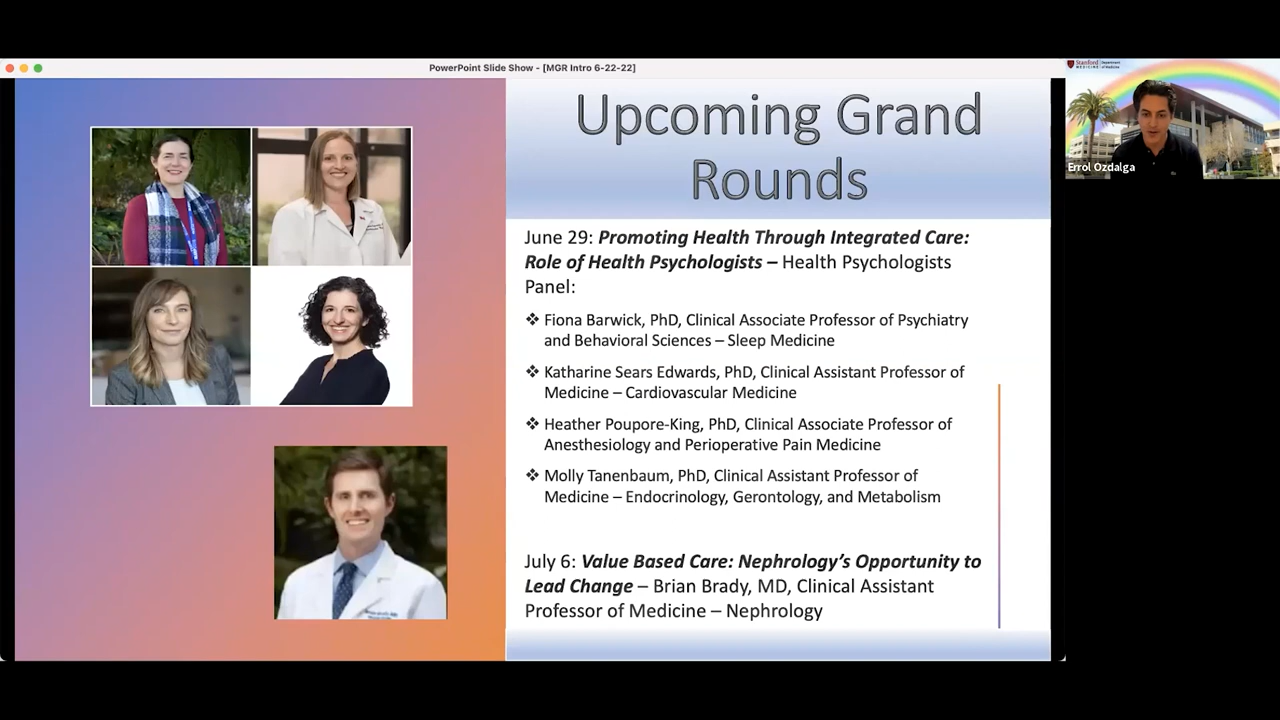 PowerPoint Slide Show - [MGR Intro 6-22-22]
Upcoming Grand
Rounds
June 29: Promoting Health Through Integrated Care:
Role of Health Psychologists – Health Psychologists
Panel:
❖ Fiona Barwick, PhD, Clinical Associate Professor of Psychiatry
and Behavioral Sciences – Sleep Medicine
❖ Katharine Sears Edwards, PhD, Clinical Assistant Professor of
Medicine – Cardiovascular Medicine
❖ Heather Poupore-King, PhD, Clinical Associate Professor of
Anesthesiology and Perioperative Pain Medicine
❖ Molly Tanenbaum, PhD, Clinical Assistant Professor of
Medicine – Endocrinology, Gerontology, and Metabolism
July 6: Value Based Care: Nephrology’s Opportunity to
Lead Change – Brian Brady, MD, Clinical Assistant
Professor of Medicine – Nephrology
Stanford Department
MEDICINE of Medicine
Errol Ozdalga